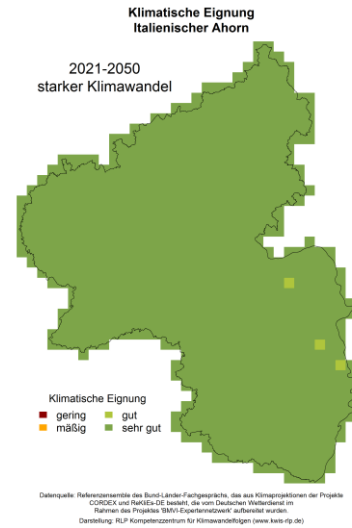 Klimatische Eignung
Italienischer Ahorn
2021-2050
starker Klimawandel
Klimatische Eignung
gering gut
mäßig sehr gut
Datenquelle: Referenzensemble des Bund-Länder-Fachgesprächs, das aus Klimaprojektionen der Projekte
CORDEX und ReKliEs-DE besteht, die vom Deutschen Wetterdienst im
Rahmen des Projektes 'BMVI-Expertennetzwerk' aufbereitet wurden.
Darstellung: RLP Kompetenzzentrum für Klimawandelfolgen (www.kwis-rlp.de)